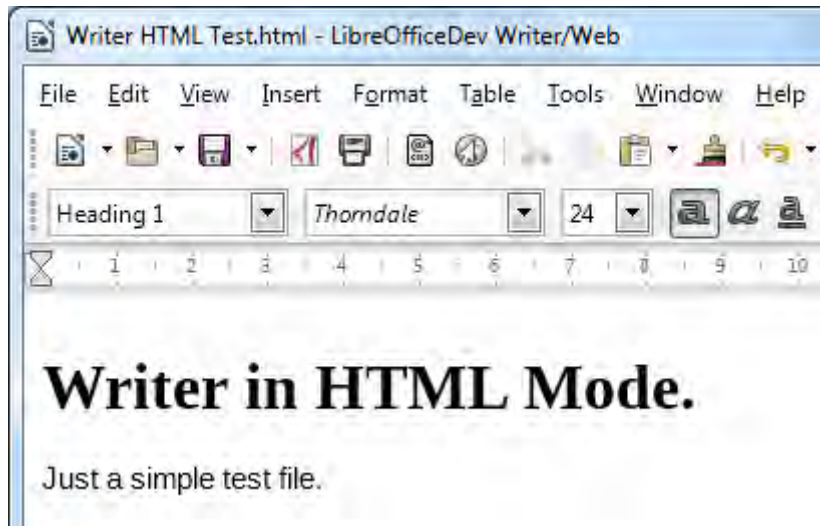 Writer HTML Test.html - LibreOfficeDev Writer/Web
File Edit View Insert Format Table Tools Window Help
Heading 1 Thorndale 24 a a a
1 2 3 4 5 6 7 8 9 10
Writer in HTML Mode.
Just a simple test file.